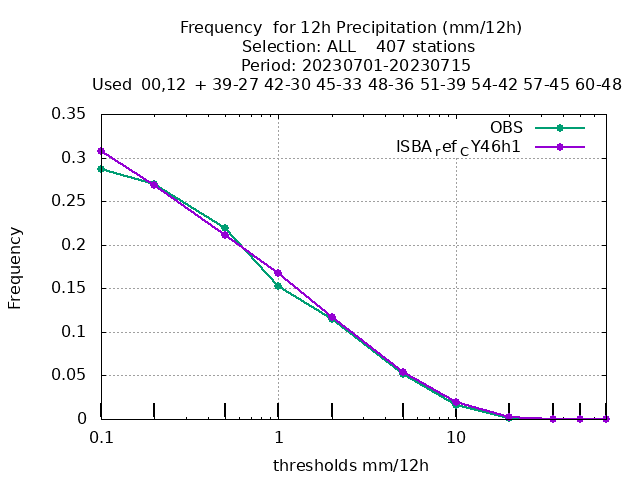 Frequency  for 12h Precipitation (mm/12h)
Selection: ALL    407 stations
Period: 20230701-20230715
Used  00,12  + 39-27 42-30 45-33 48-36 51-39 54-42 57-45 60-48
0.35
OBS
ISBArefCY46h1
0.3
0.25
0.2
0.15
0.1
0.05
0
Frequency
0.1 1 10
thresholds mm/12h